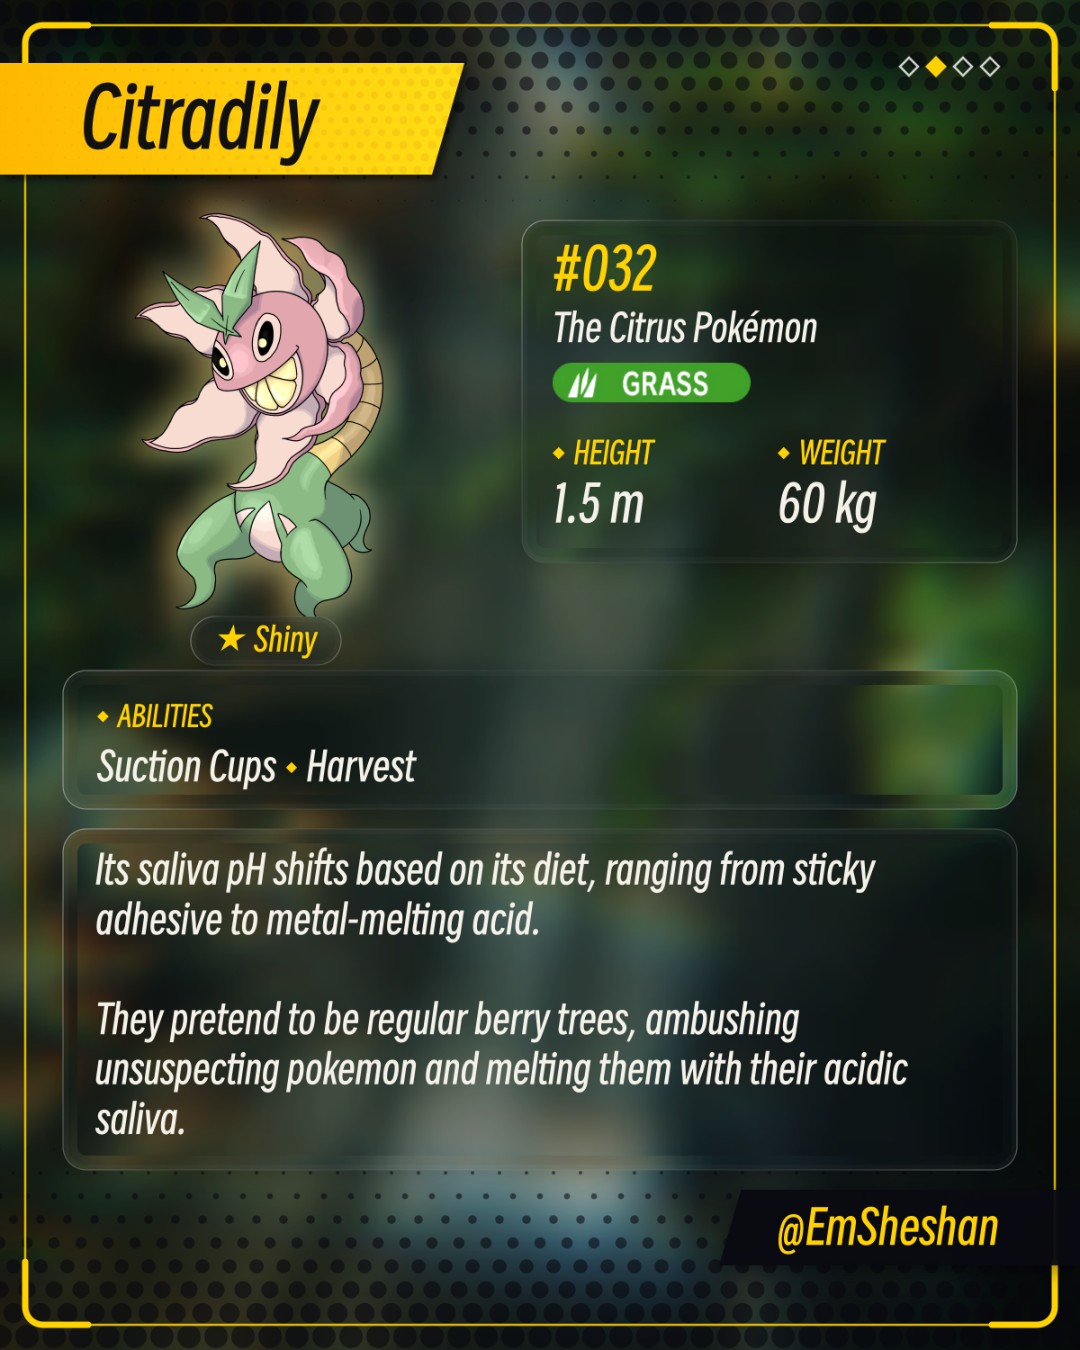 Citradily
#032
The Citrus Pokémon
GRASS
HEIGHT WEIGHT
1.5 m 60 kg
★ Shiny
ABILITIES
Suction Cups • Harvest
Its saliva pH shifts based on its diet, ranging from sticky
adhesive to metal-melting acid.
They pretend to be regular berry trees, ambushing
unsuspecting pokemon and melting them with their acidic
saliva.
@EmSheshan